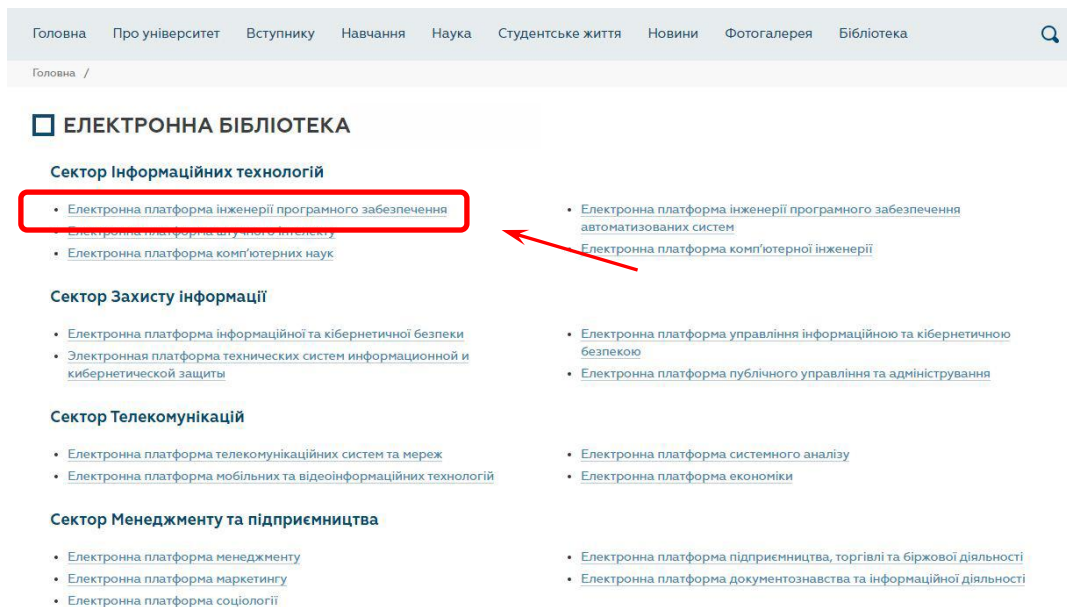 Головна Про університет Вступнику Навчання Наука Студентське життя Новини Фотогалерея Бібліотека
Головна /
ЕЛЕКТРОННА БІБЛІОТЕКА
Сектор Інформаційних технологій
• Електронна платформа інженерії програмного забезпечення
• Електронна платформа штучного інтелекту
• Електронна платформа комп'ютерних наук
• Електронна платформа інженерії програмного забезпечення
автоматизованих систем
• Електронна платформа комп'ютерної інженерії
Сектор Захисту інформації
• Електронна платформа інформаційної та кібернетичної безпеки
• Электронная платформа технических систем информационной и
кибернетической защиты
• Електронна платформа управління інформаційною та кібернетичною
безпекою
• Електронна платформа публічного управління та адміністрування
Сектор Телекомунікацій
• Електронна платформа телекомунікаційних систем та мереж
• Електронна платформа мобільних та відеоінформаційних технологій
• Електронна платформа системного аналізу
• Електронна платформа економіки
Сектор Менеджменту та підприємництва
• Електронна платформа менеджменту
• Електронна платформа маркетингу
• Електронна платформа соціології
• Електронна платформа підприємництва, торгівлі та біржової діяльності
• Електронна платформа документознавства та інформаційної діяльності